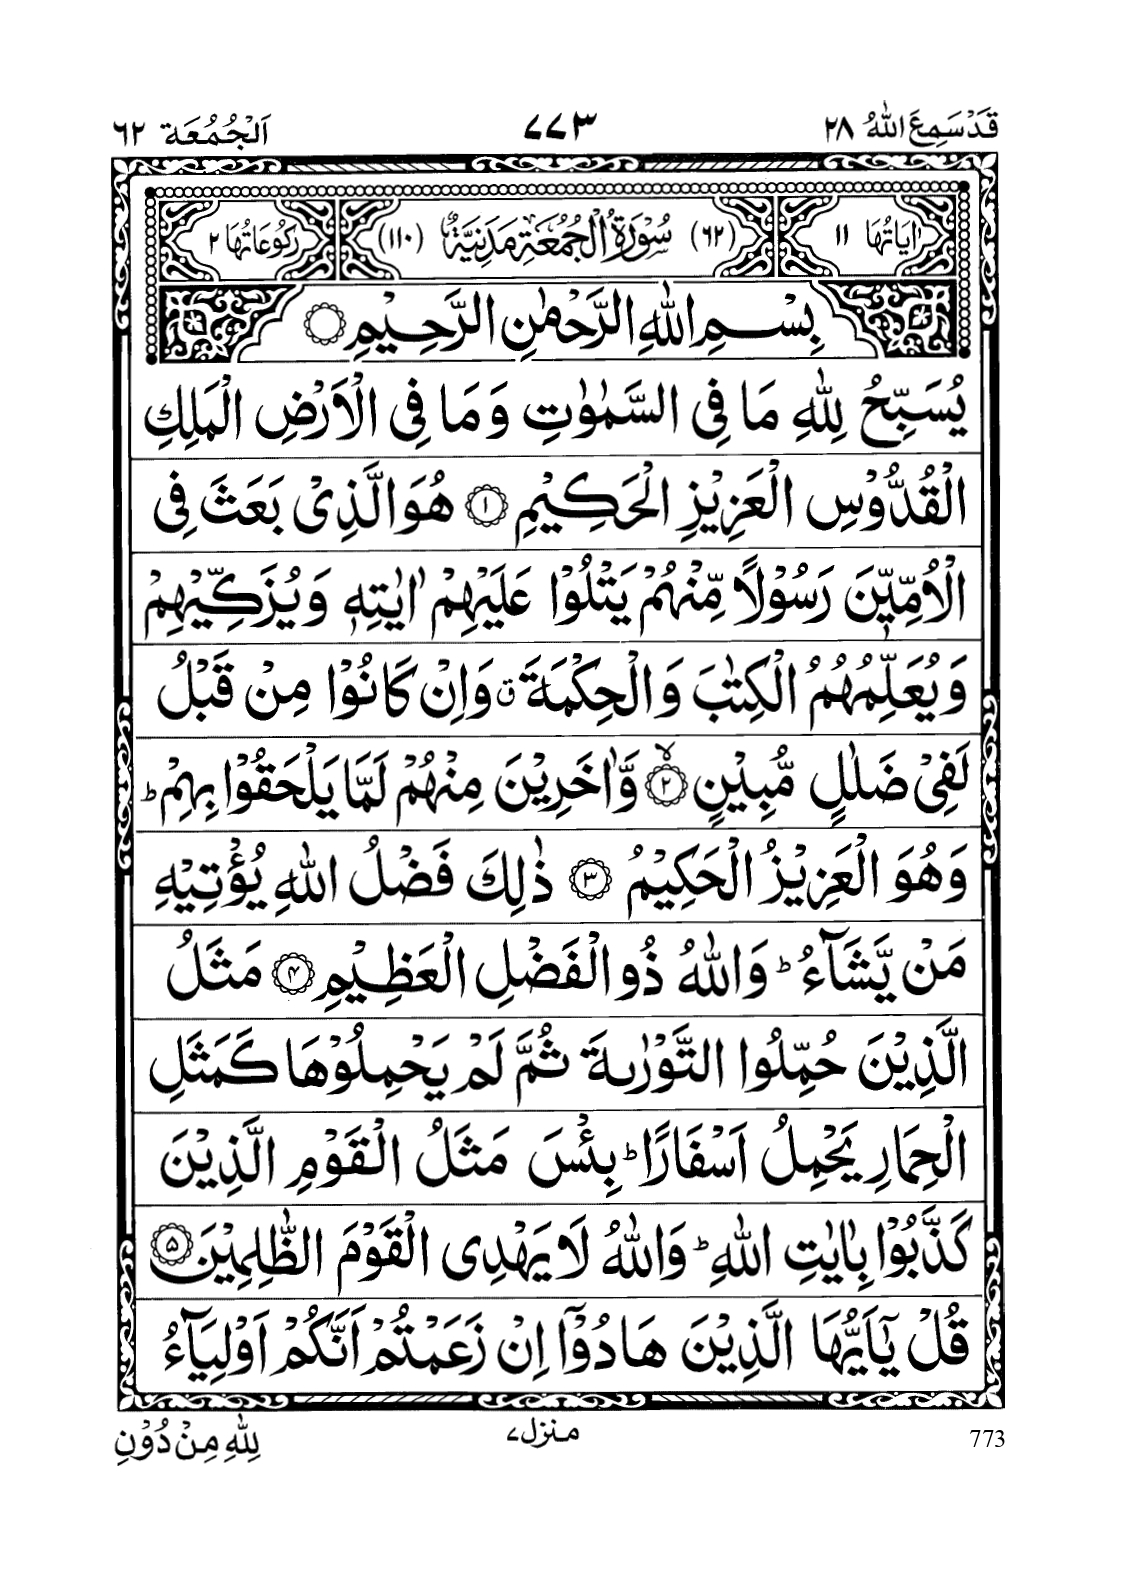 قَدْ سَمِعَ اللّٰهُ ٢٨
٧٧٣
اَلْجُمُعَة ٦٢
اٰيَاتُهَا ١١
(٦٢) سُوْرَةُ الْجُمُعَةِ مَدَنِيَّةٌ (١١٠)
رُكُوْعَاتُهَا ٢
بِسْمِ اللّٰهِ الرَّحْمٰنِ الرَّحِيْمِ ۝
يُسَبِّحُ لِلّٰهِ مَا فِى السَّمٰوٰتِ وَمَا فِى الْاَرْضِ الْمَلِكِ
الْقُدُّوْسِ الْعَزِيْزِ الْحَكِيْمِ ۝١ هُوَ الَّذِىْ بَعَثَ فِى
الْاُمِّيّٖنَ رَسُوْلًا مِّنْهُمْ يَتْلُوْا عَلَيْهِمْ اٰيٰتِهٖ وَيُزَكِّيْهِمْ
وَيُعَلِّمُهُمُ الْكِتٰبَ وَالْحِكْمَةَ ق وَاِنْ كَانُوْا مِنْ قَبْلُ
لَفِىْ ضَلٰلٍ مُّبِيْنٍ ۝٢ۙ وَّاٰخَرِيْنَ مِنْهُمْ لَمَّا يَلْحَقُوْا بِهِمْ ؕ
وَهُوَ الْعَزِيْزُ الْحَكِيْمُ ۝٣ ذٰلِكَ فَضْلُ اللّٰهِ يُؤْتِيْهِ
مَنْ يَّشَآءُ ؕ وَاللّٰهُ ذُو الْفَضْلِ الْعَظِيْمِ ۝٤ مَثَلُ
الَّذِيْنَ حُمِّلُوا التَّوْرٰىةَ ثُمَّ لَمْ يَحْمِلُوْهَا كَمَثَلِ
الْحِمَارِ يَحْمِلُ اَسْفَارًا ؕ بِئْسَ مَثَلُ الْقَوْمِ الَّذِيْنَ
كَذَّبُوْا بِاٰيٰتِ اللّٰهِ ؕ وَاللّٰهُ لَا يَهْدِى الْقَوْمَ الظّٰلِمِيْنَ ۝٥
قُلْ يٰۤاَيُّهَا الَّذِيْنَ هَادُوْۤا اِنْ زَعَمْتُمْ اَنَّكُمْ اَوْلِيَآءُ
773
منزل ٧
لِلّٰهِ مِنْ دُوْنِ